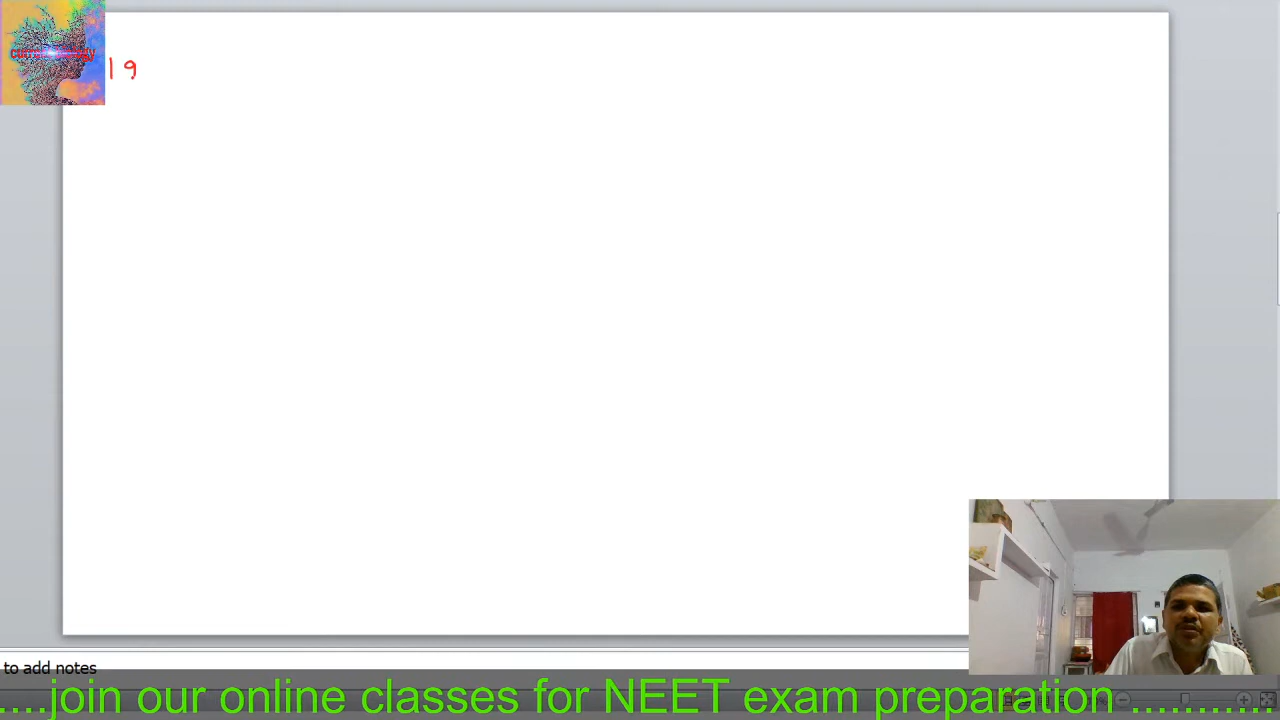 19
to add notes
....join our online classes for NEET exam preparation ...........